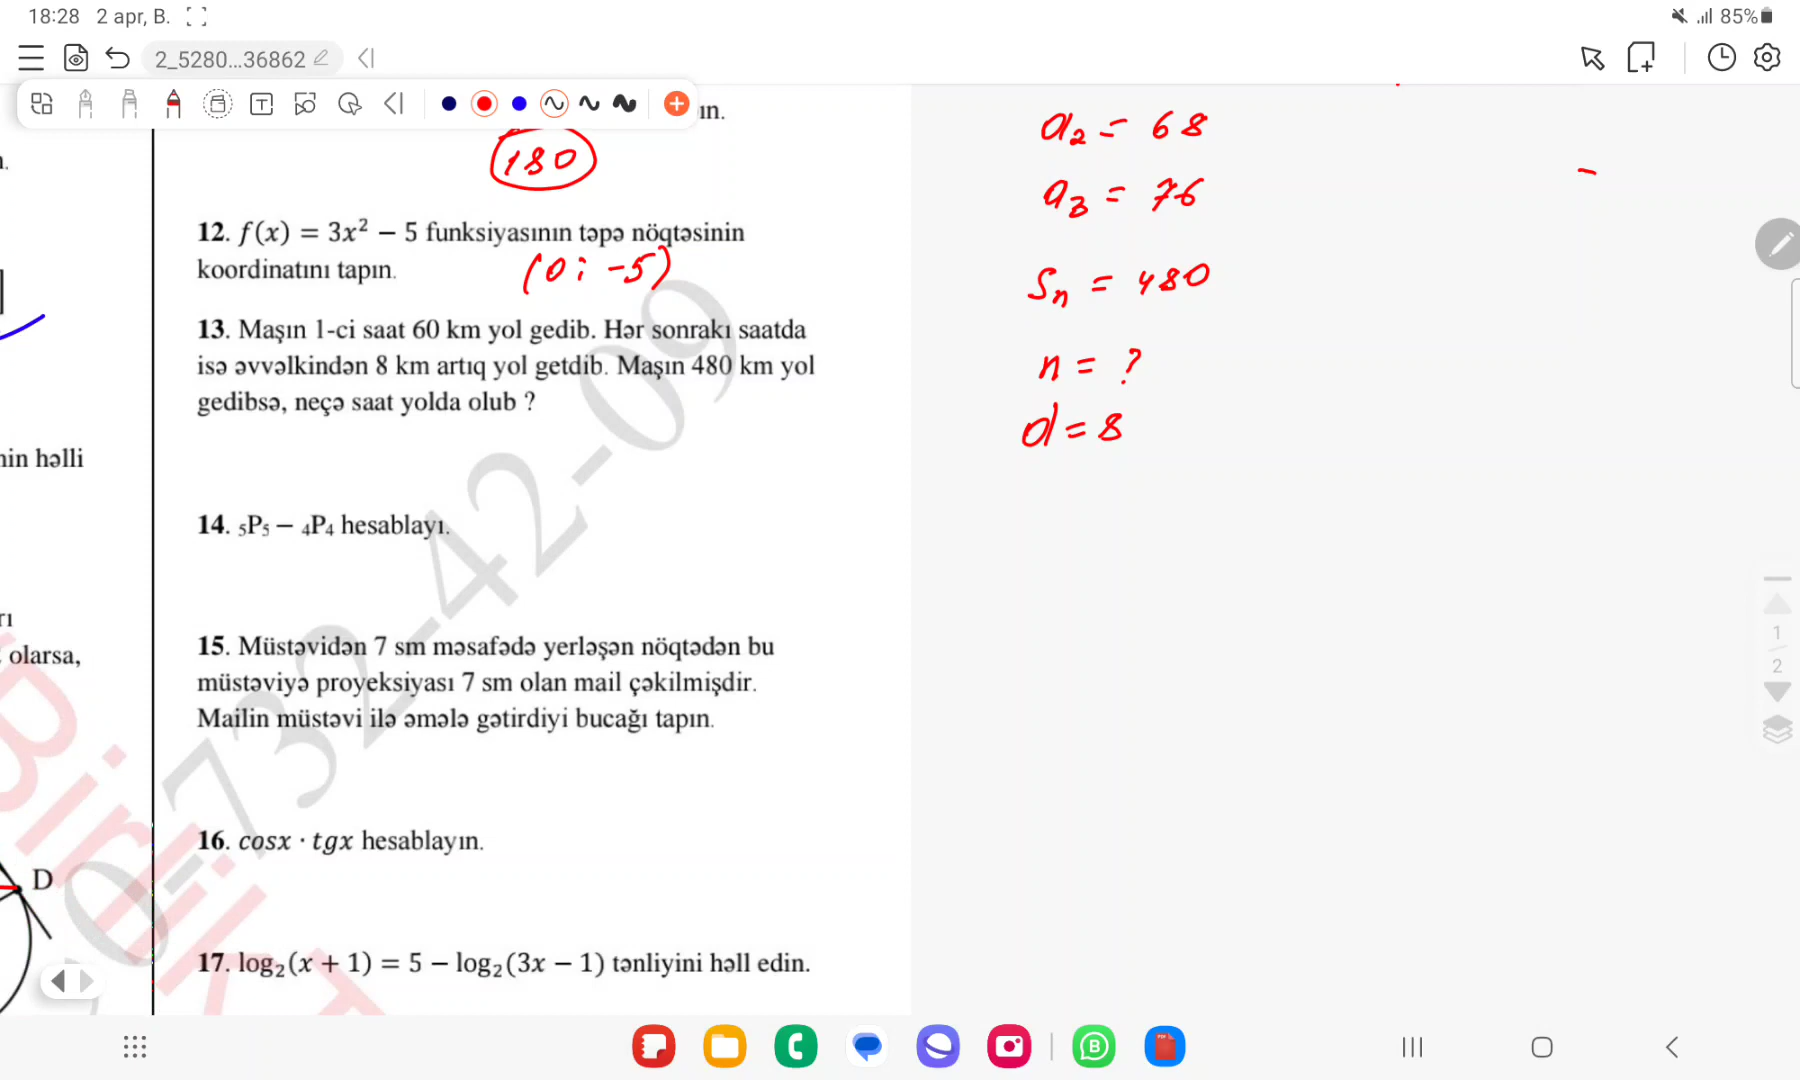 18:28 2 apr, B.
85%
2_5280...36862
ın.
180
12. f(x) = 3x² − 5 funksiyasının təpə nöqtəsinin
koordinatını tapın.
(0; -5)
13. Maşın 1-ci saat 60 km yol gedib. Hər sonrakı saatda
isə əvvəlkindən 8 km artıq yol getdib. Maşın 480 km yol
gedibsə, neçə saat yolda olub ?
14. ₅P₅ − ₄P₄ hesablayı.
15. Müstəvidən 7 sm məsafədə yerləşən nöqtədən bu
müstəviyə proyeksiyası 7 sm olan mail çəkilmişdir.
Mailin müstəvi ilə əmələ gətirdiyi bucağı tapın.
16. cosx · tgx hesablayın.
17. log₂(x + 1) = 5 − log₂(3x − 1) tənliyini həll edin.
a₂ = 68
a₃ = 76
Sₙ = 480
n = ?
d = 8
-
nin həlli
olarsa,
D
1
2
732-42-09